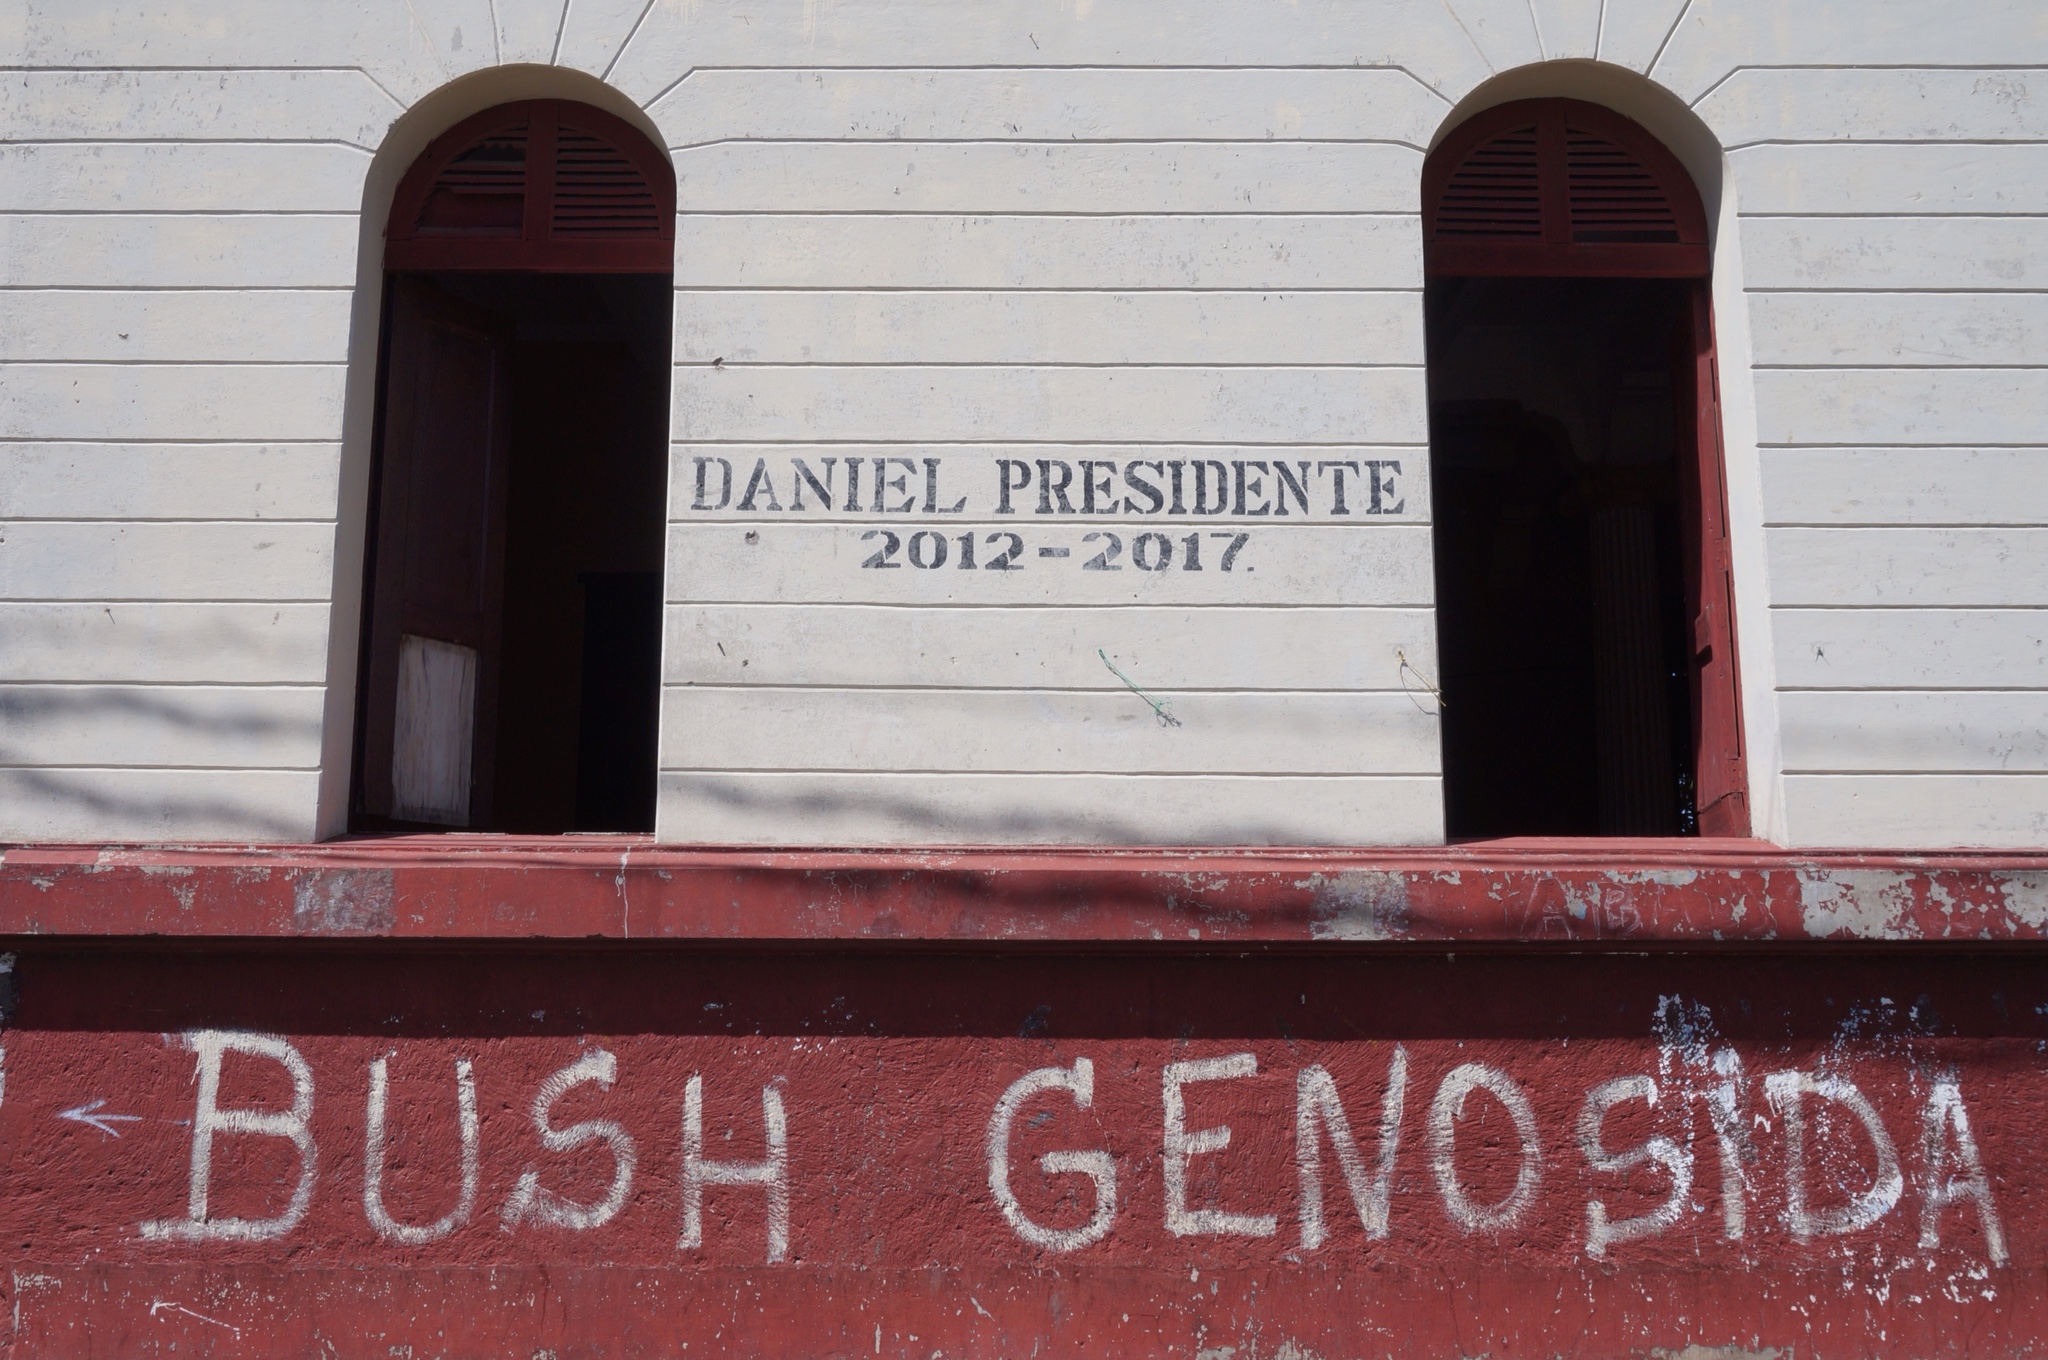 DANIEL PRESIDENTE
2012-2017.
BUSH GENOSIDA